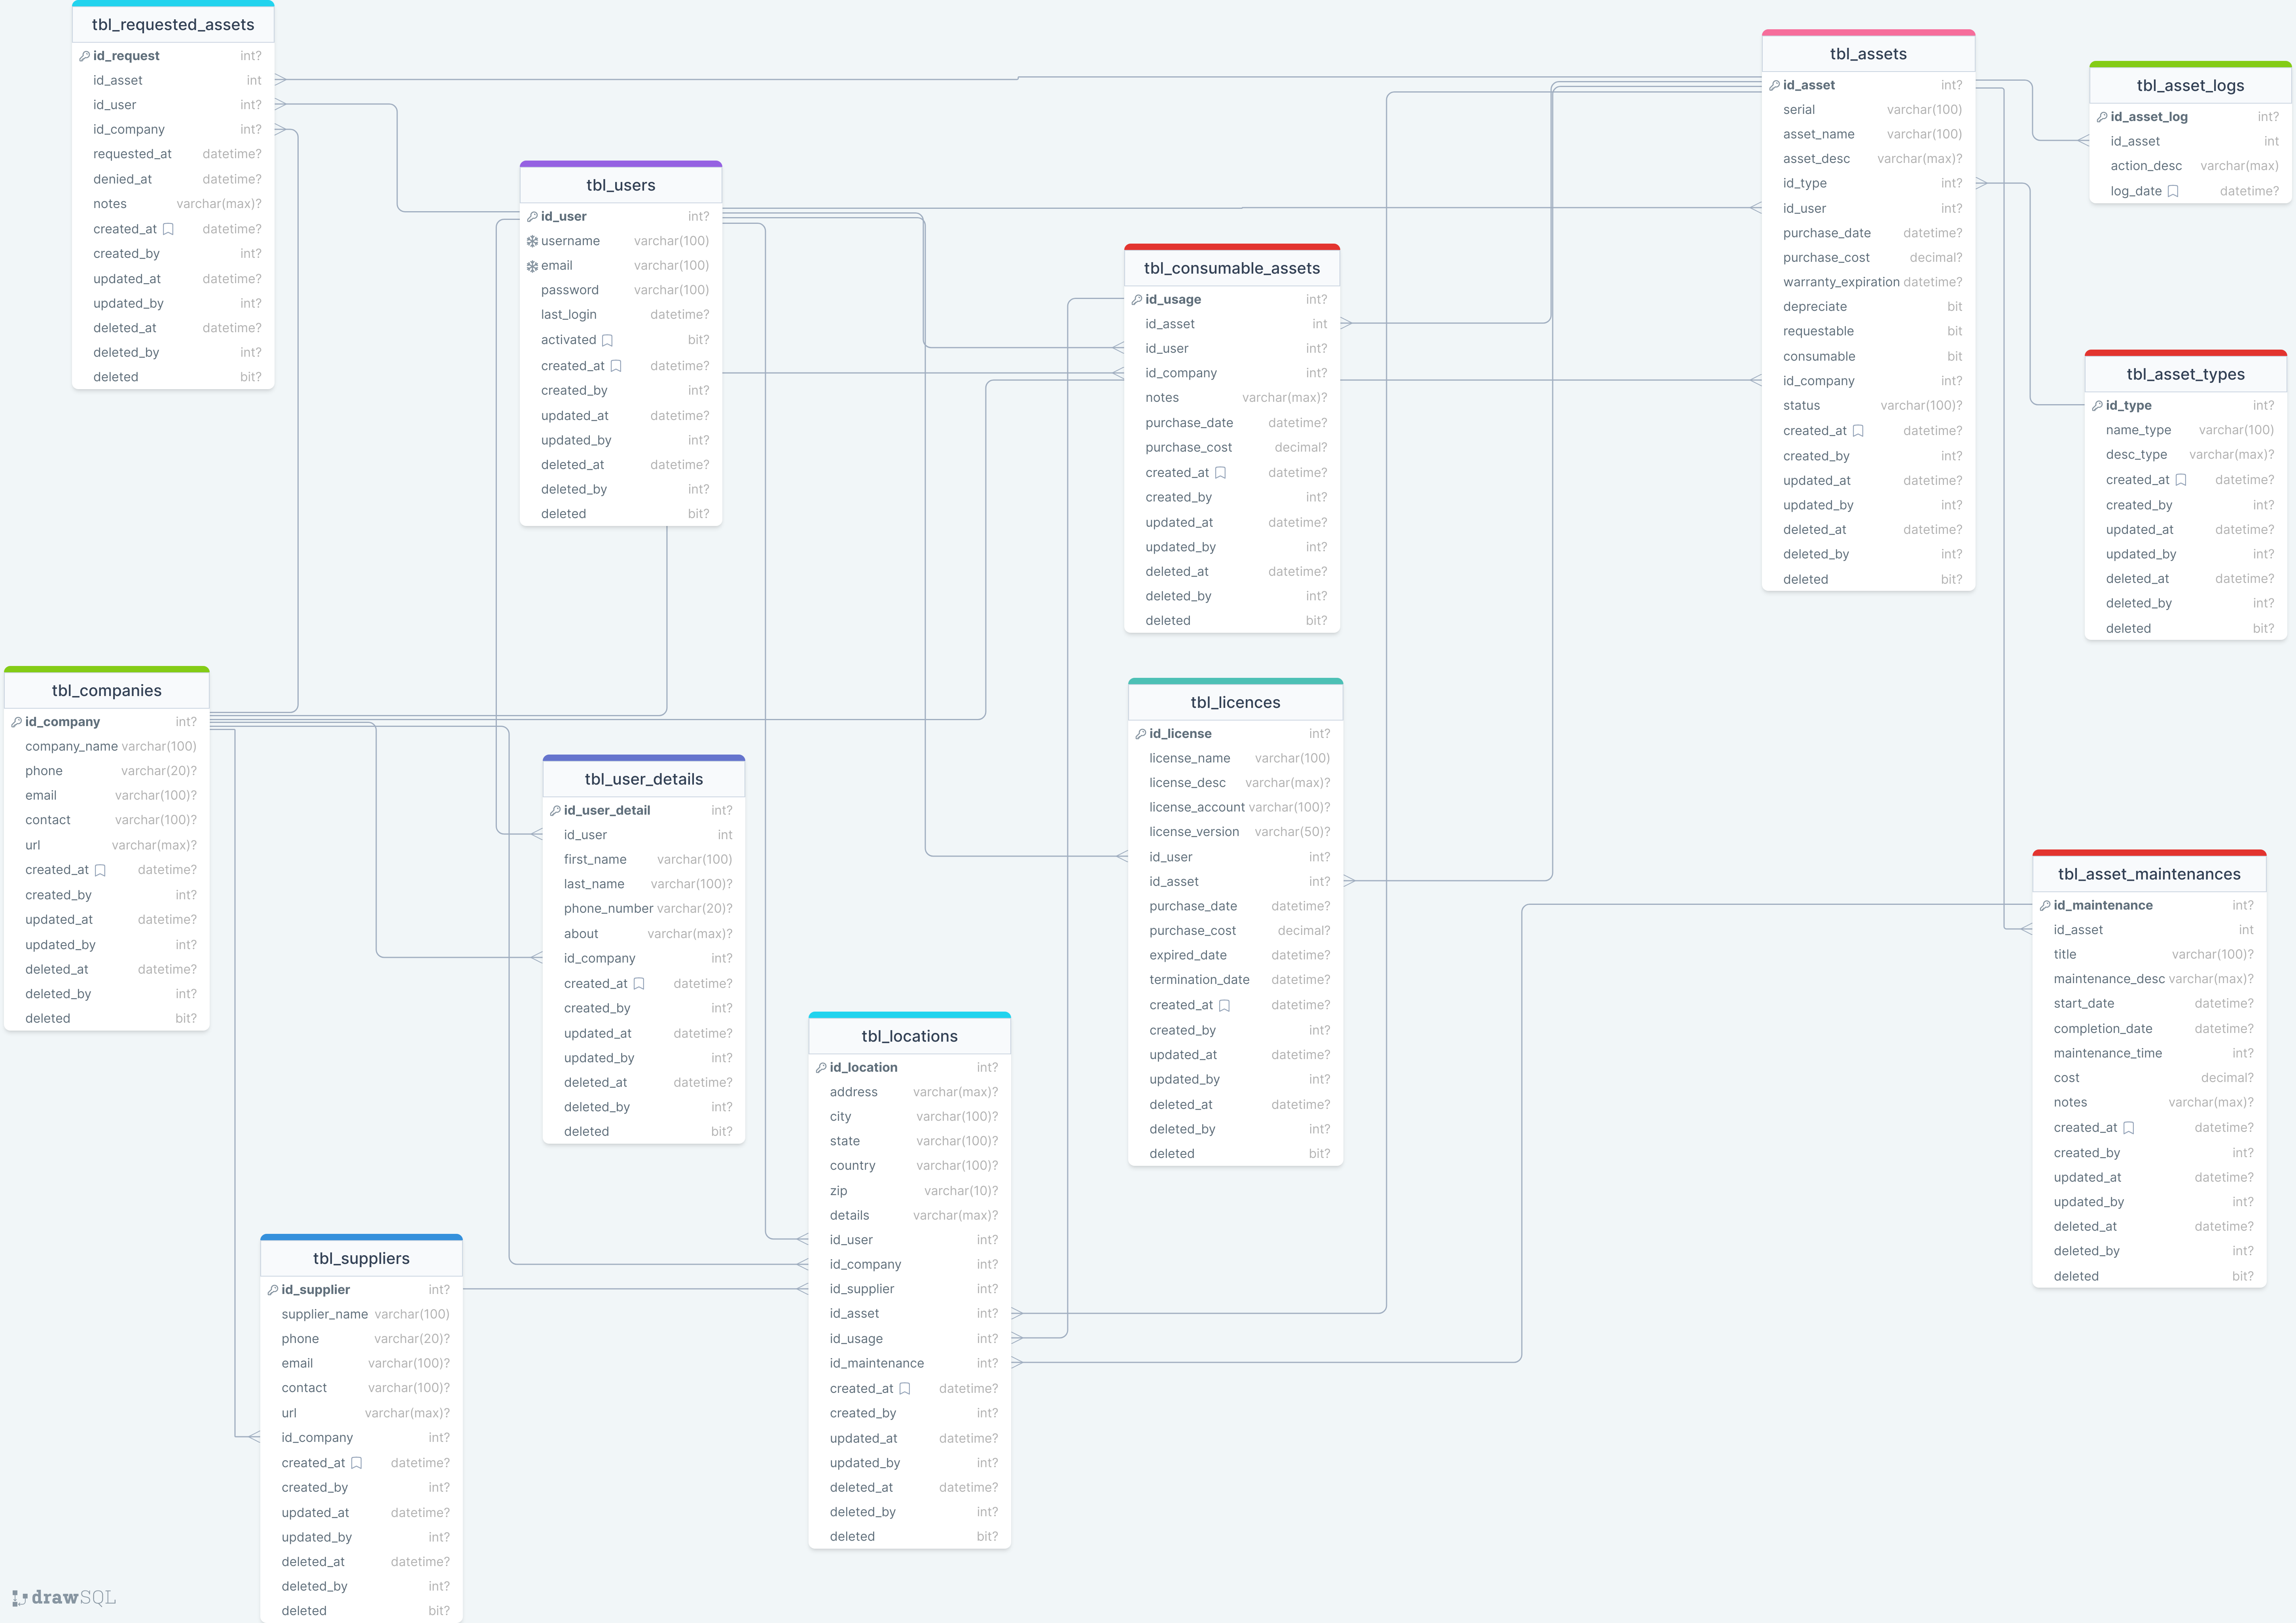 tbl_requested_assets
id_request int?
id_asset int
id_user int?
id_company int?
requested_at datetime?
denied_at datetime?
notes varchar(max)?
created_at datetime?
created_by int?
updated_at datetime?
updated_by int?
deleted_at datetime?
deleted_by int?
deleted bit?
tbl_users
id_user int?
username varchar(100)
email varchar(100)
password varchar(100)
last_login datetime?
activated bit?
created_at datetime?
created_by int?
updated_at datetime?
updated_by int?
deleted_at datetime?
deleted_by int?
deleted bit?
tbl_consumable_assets
id_usage int?
id_asset int
id_user int?
id_company int?
notes varchar(max)?
purchase_date datetime?
purchase_cost decimal?
created_at datetime?
created_by int?
updated_at datetime?
updated_by int?
deleted_at datetime?
deleted_by int?
deleted bit?
tbl_assets
id_asset int?
serial varchar(100)
asset_name varchar(100)
asset_desc varchar(max)?
id_type int?
id_user int?
purchase_date datetime?
purchase_cost decimal?
warranty_expiration datetime?
depreciate bit
requestable bit
consumable bit
id_company int?
status varchar(100)?
created_at datetime?
created_by int?
updated_at datetime?
updated_by int?
deleted_at datetime?
deleted_by int?
deleted bit?
tbl_asset_logs
id_asset_log int?
id_asset int
action_desc varchar(max)
log_date datetime?
tbl_asset_types
id_type int?
name_type varchar(100)
desc_type varchar(max)?
created_at datetime?
created_by int?
updated_at datetime?
updated_by int?
deleted_at datetime?
deleted_by int?
deleted bit?
tbl_companies
id_company int?
company_name varchar(100)
phone varchar(20)?
email varchar(100)?
contact varchar(100)?
url varchar(max)?
created_at datetime?
created_by int?
updated_at datetime?
updated_by int?
deleted_at datetime?
deleted_by int?
deleted bit?
tbl_user_details
id_user_detail int?
id_user int
first_name varchar(100)
last_name varchar(100)?
phone_number varchar(20)?
about varchar(max)?
id_company int?
created_at datetime?
created_by int?
updated_at datetime?
updated_by int?
deleted_at datetime?
deleted_by int?
deleted bit?
tbl_licences
id_license int?
license_name varchar(100)
license_desc varchar(max)?
license_account varchar(100)?
license_version varchar(50)?
id_user int?
id_asset int?
purchase_date datetime?
purchase_cost decimal?
expired_date datetime?
termination_date datetime?
created_at datetime?
created_by int?
updated_at datetime?
updated_by int?
deleted_at datetime?
deleted_by int?
deleted bit?
tbl_asset_maintenances
id_maintenance int?
id_asset int
title varchar(100)?
maintenance_desc varchar(max)?
start_date datetime?
completion_date datetime?
maintenance_time int?
cost decimal?
notes varchar(max)?
created_at datetime?
created_by int?
updated_at datetime?
updated_by int?
deleted_at datetime?
deleted_by int?
deleted bit?
tbl_locations
id_location int?
address varchar(max)?
city varchar(100)?
state varchar(100)?
country varchar(100)?
zip varchar(10)?
details varchar(max)?
id_user int?
id_company int?
id_supplier int?
id_asset int?
id_usage int?
id_maintenance int?
created_at datetime?
created_by int?
updated_at datetime?
updated_by int?
deleted_at datetime?
deleted_by int?
deleted bit?
tbl_suppliers
id_supplier int?
supplier_name varchar(100)
phone varchar(20)?
email varchar(100)?
contact varchar(100)?
url varchar(max)?
id_company int?
created_at datetime?
created_by int?
updated_at datetime?
updated_by int?
deleted_at datetime?
deleted_by int?
deleted bit?
drawSQL